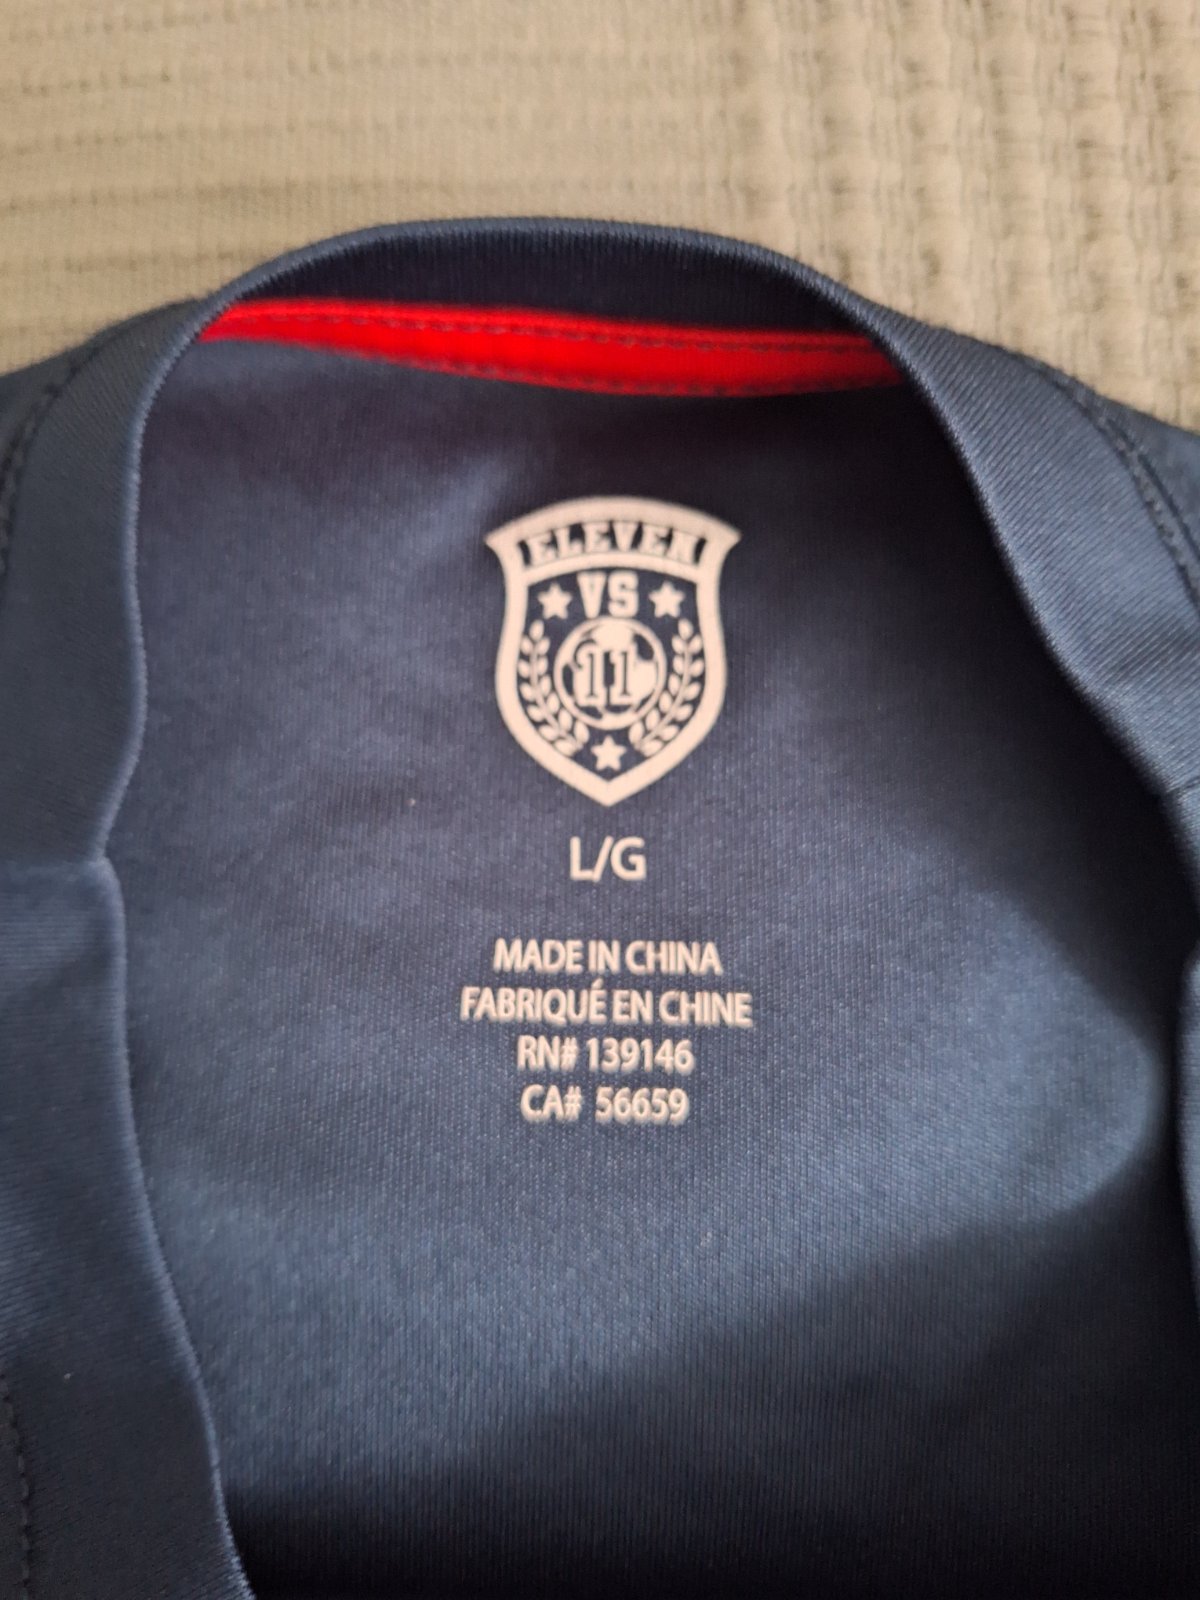 ELEVEN
VS
11
L/G
MADE IN CHINA
FABRIQUÉ EN CHINE
RN# 139146
CA# 56659